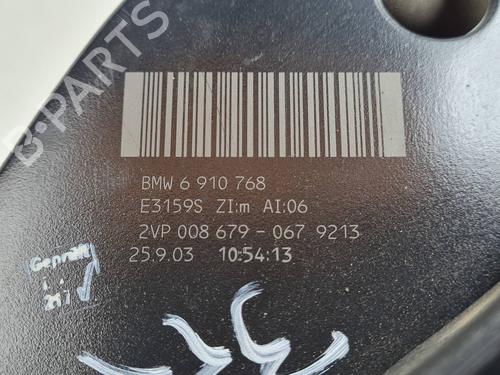 B-PARTS
BMW 6 910 768
E3159S ZI:m AI:06
2VP 008 679 - 067 9213
25.9.03 10:54:13